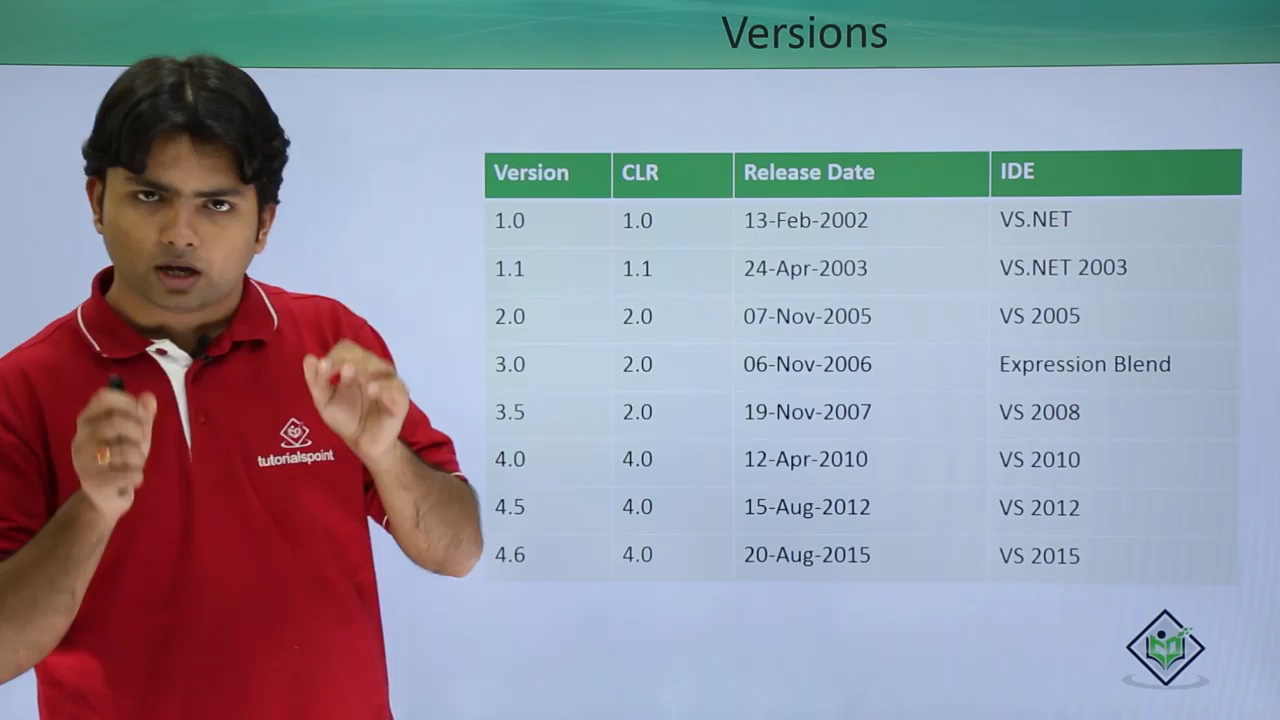 Versions
Version CLR Release Date IDE
1.0 1.0 13-Feb-2002 VS.NET
1.1 1.1 24-Apr-2003 VS.NET 2003
2.0 2.0 07-Nov-2005 VS 2005
3.0 2.0 06-Nov-2006 Expression Blend
3.5 2.0 19-Nov-2007 VS 2008
4.0 4.0 12-Apr-2010 VS 2010
4.5 4.0 15-Aug-2012 VS 2012
4.6 4.0 20-Aug-2015 VS 2015
tutorialspoint